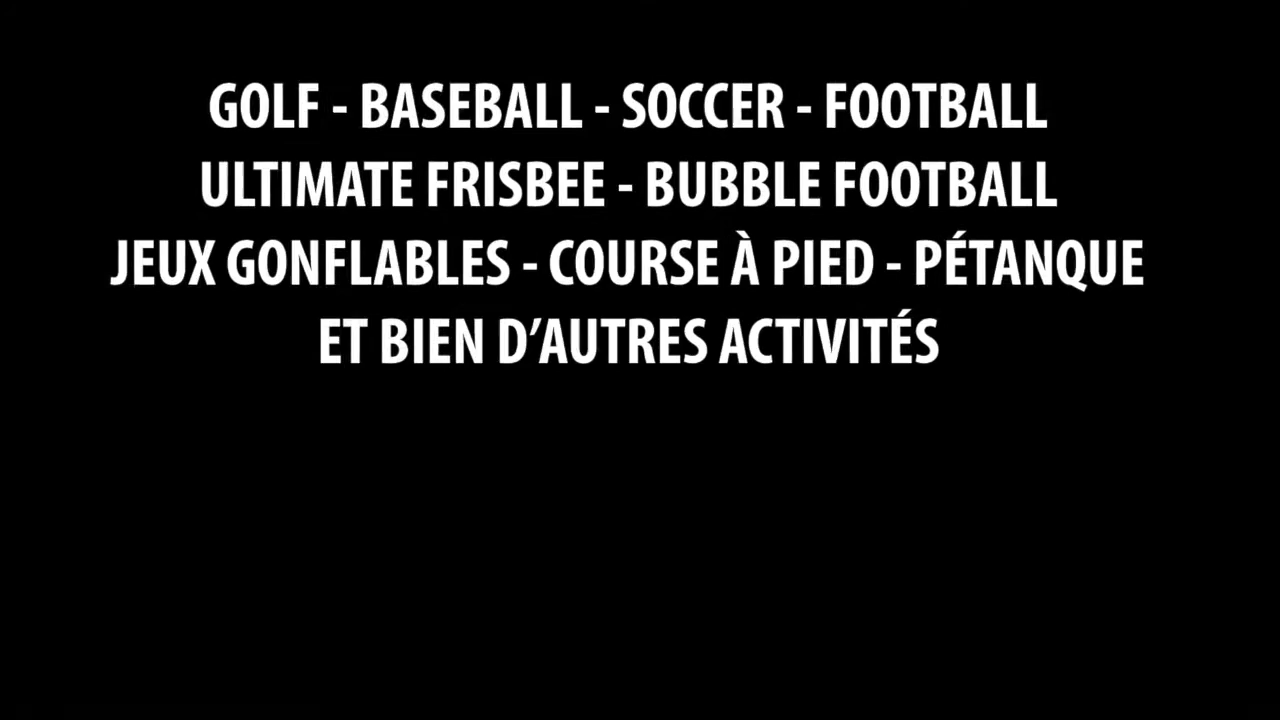 GOLF - BASEBALL - SOCCER - FOOTBALL
ULTIMATE FRISBEE - BUBBLE FOOTBALL
JEUX GONFLABLES - COURSE À PIED - PÉTANQUE
ET BIEN D’AUTRES ACTIVITÉS